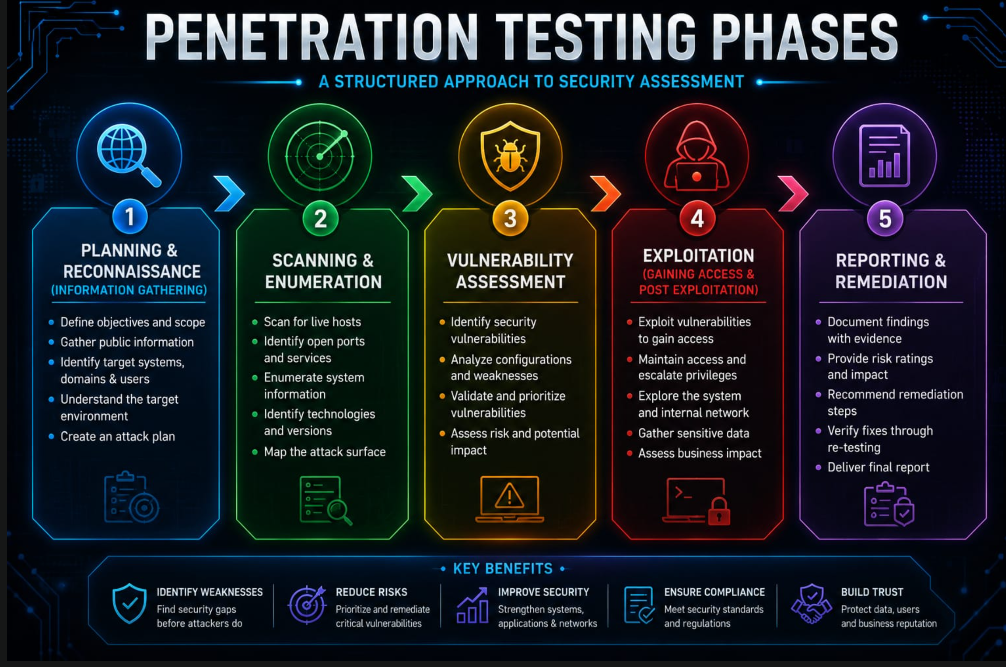 PENETRATION TESTING PHASES
A STRUCTURED APPROACH TO SECURITY ASSESSMENT
1
PLANNING &
RECONNAISSANCE
(INFORMATION GATHERING)
Define objectives and scope
Gather public information
Identify target systems,
domains & users
Understand the target
environment
Create an attack plan
2
SCANNING &
ENUMERATION
Scan for live hosts
Identify open ports
and services
Enumerate system
information
Identify technologies
and versions
Map the attack surface
3
VULNERABILITY
ASSESSMENT
Identify security
vulnerabilities
Analyze configurations
and weaknesses
Validate and prioritize
vulnerabilities
Assess risk and potential
impact
4
EXPLOITATION
(GAINING ACCESS &
POST EXPLOITATION)
Exploit vulnerabilities
to gain access
Maintain access and
escalate privileges
Explore the system
and internal network
Gather sensitive data
Assess business impact
5
REPORTING &
REMEDIATION
Document findings
with evidence
Provide risk ratings
and impact
Recommend remediation
steps
Verify fixes through
re-testing
Deliver final report
KEY BENEFITS
IDENTIFY WEAKNESSES
Find security gaps
before attackers do
REDUCE RISKS
Prioritize and remediate
critical vulnerabilities
IMPROVE SECURITY
Strengthen systems,
applications & networks
ENSURE COMPLIANCE
Meet security standards
and regulations
BUILD TRUST
Protect data, users
and business reputation